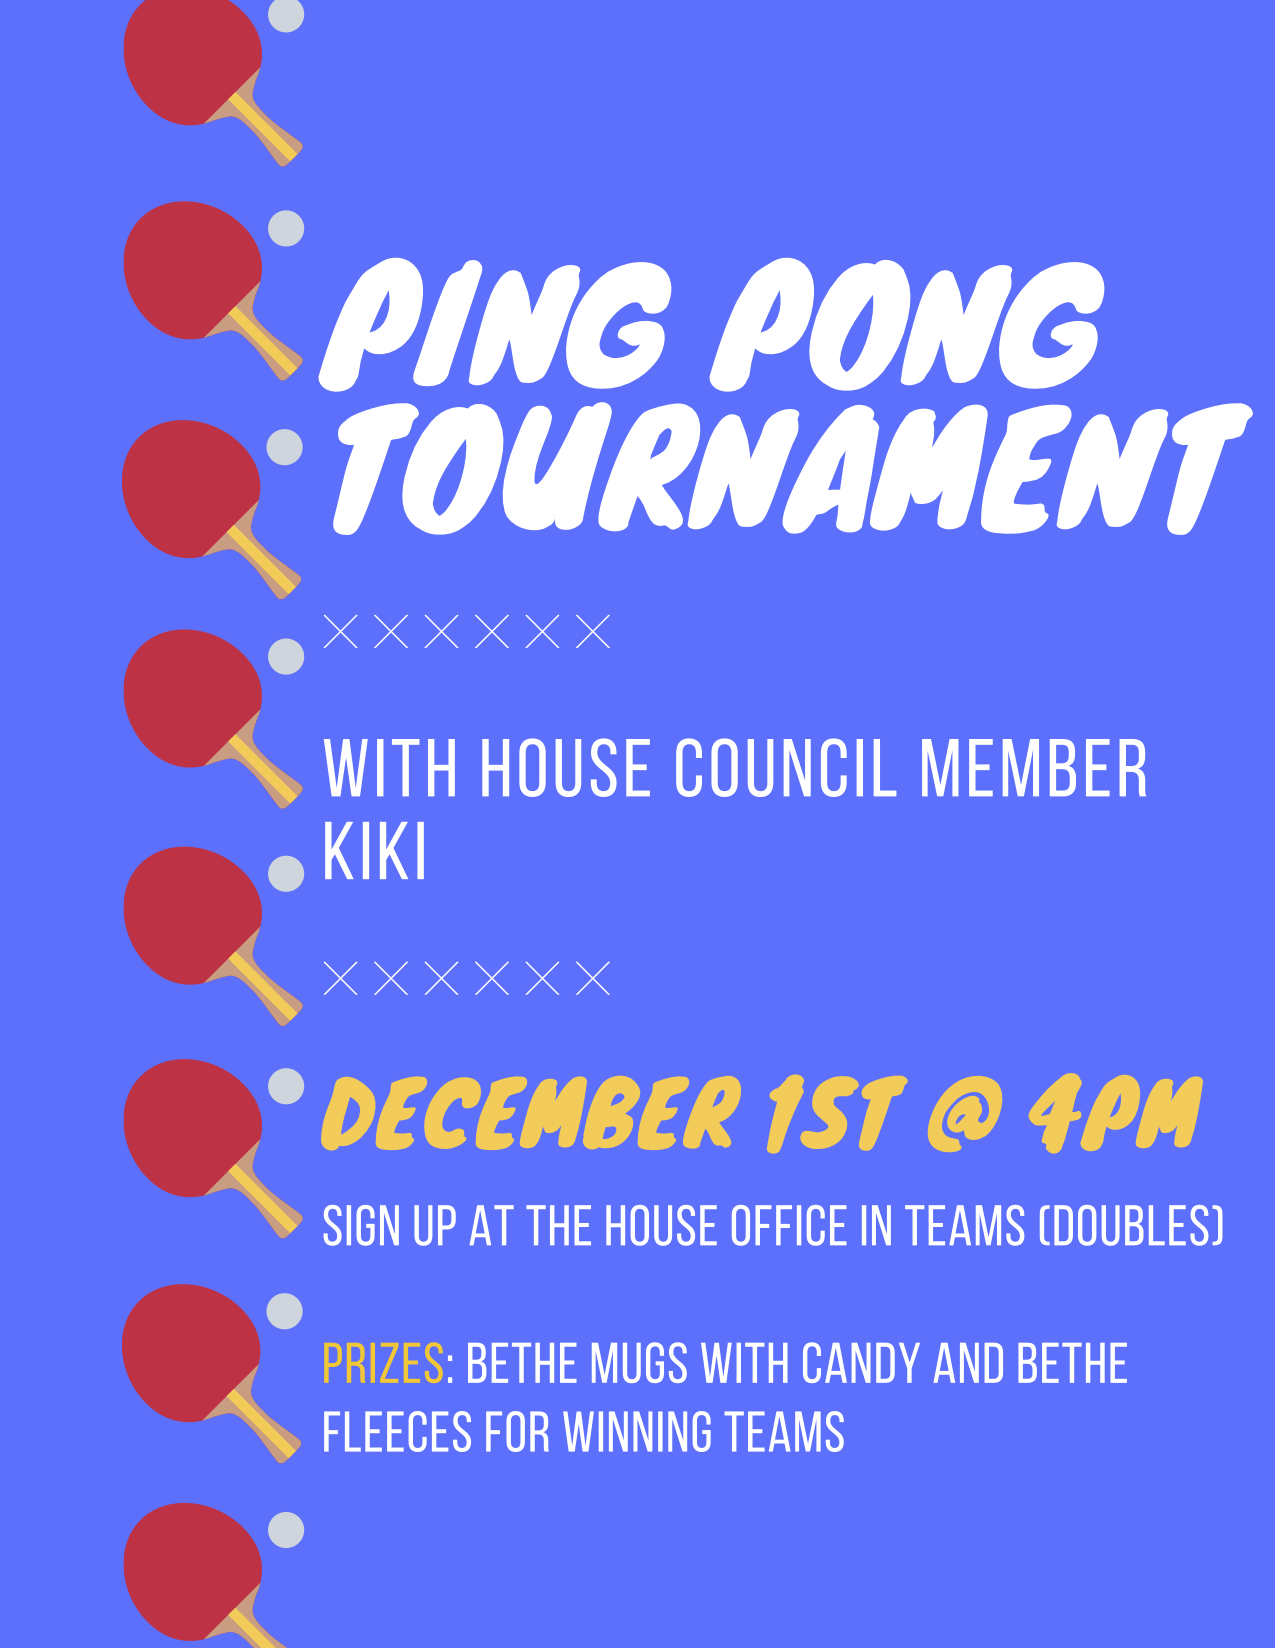 PING PONG
TOURNAMENT
WITH HOUSE COUNCIL MEMBER
KIKI
DECEMBER 1ST @ 4PM
SIGN UP AT THE HOUSE OFFICE IN TEAMS (DOUBLES)
PRIZES: BETHE MUGS WITH CANDY AND BETHE
FLEECES FOR WINNING TEAMS